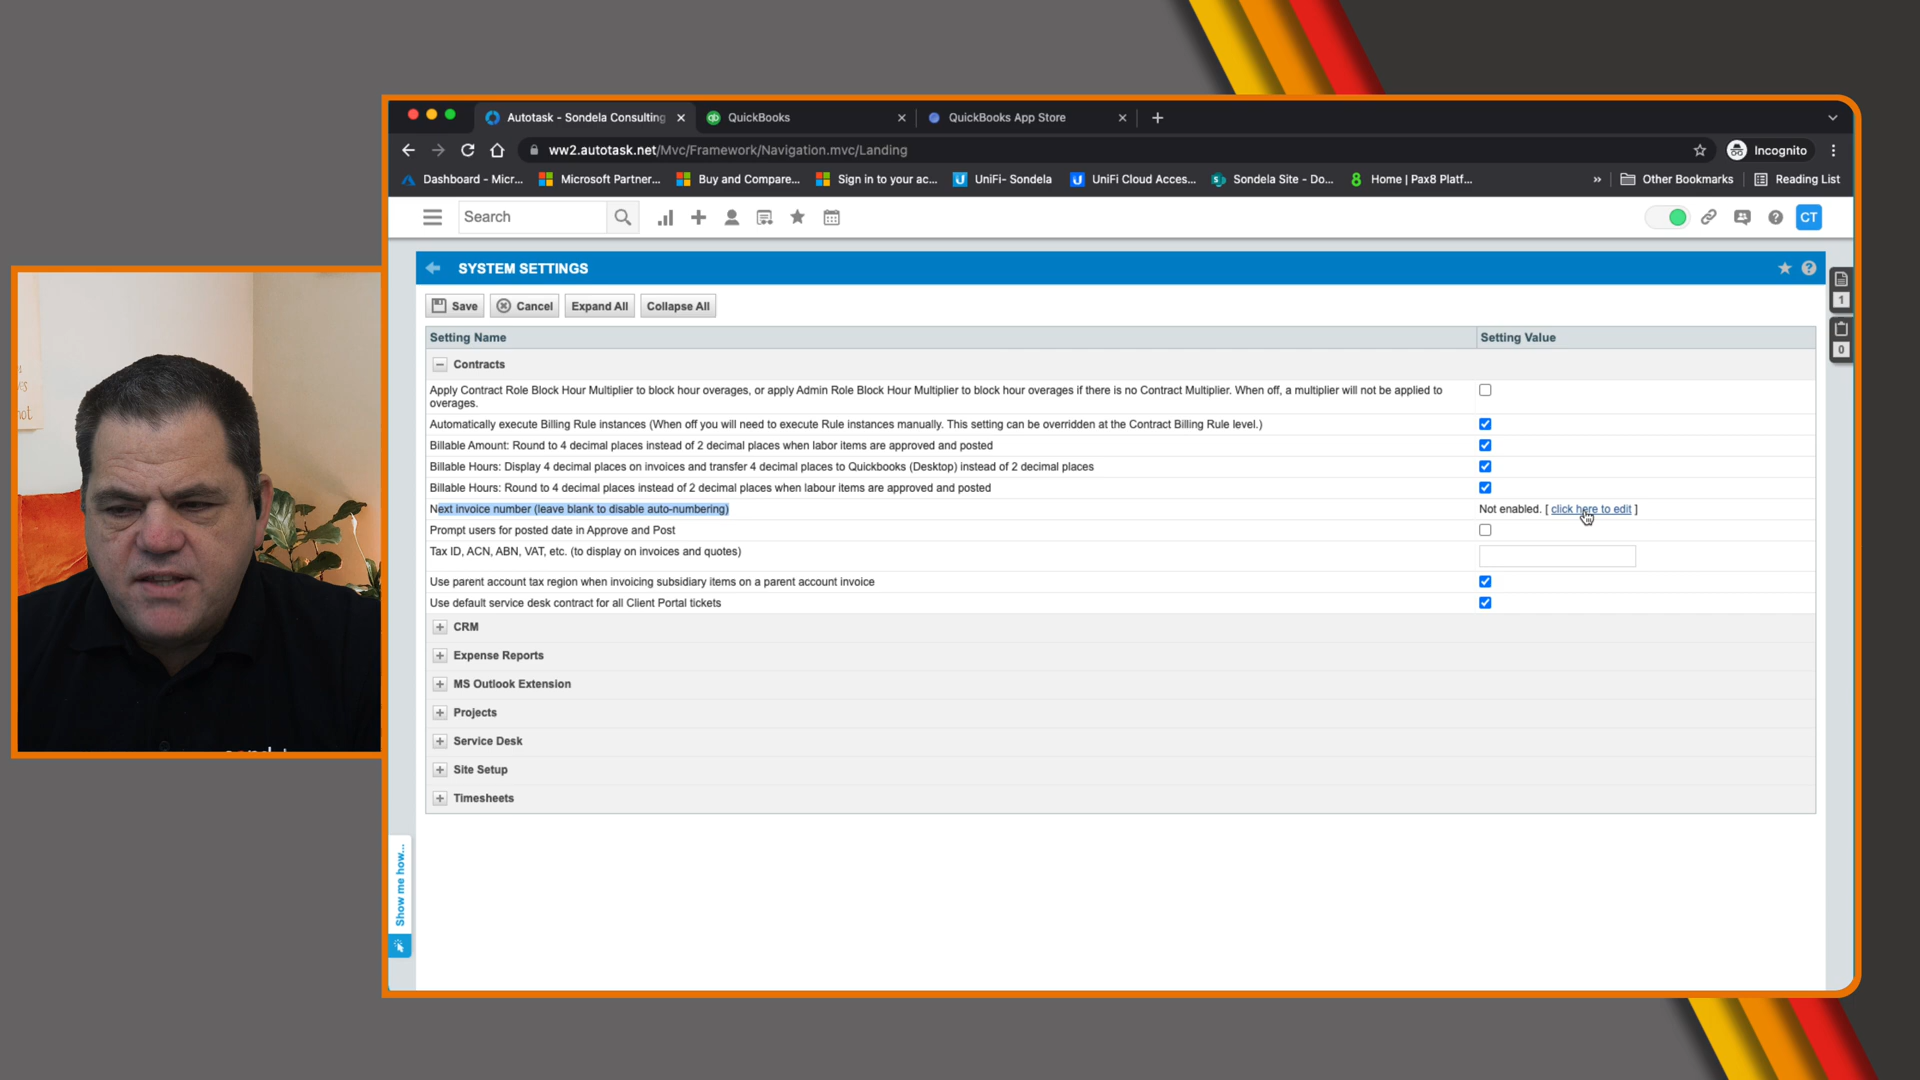 Autotask - Sondela Consulting
QuickBooks
QuickBooks App Store
ww2.autotask.net/Mvc/Framework/Navigation.mvc/Landing
Incognito
Dashboard - Micr...
Microsoft Partner...
Buy and Compare...
Sign in to your ac...
UniFi- Sondela
UniFi Cloud Acces...
Sondela Site - Do...
Home | Pax8 Platf...
»
Other Bookmarks
Reading List
Search
CT
SYSTEM SETTINGS
1
0
Save
Cancel
Expand All
Collapse All
Setting Name
Setting Value
Contracts
Apply Contract Role Block Hour Multiplier to block hour overages, or apply Admin Role Block Hour Multiplier to block hour overages if there is no Contract Multiplier. When off, a multiplier will not be applied to
overages.
Automatically execute Billing Rule instances (When off you will need to execute Rule instances manually. This setting can be overridden at the Contract Billing Rule level.)
Billable Amount: Round to 4 decimal places instead of 2 decimal places when labor items are approved and posted
Billable Hours: Display 4 decimal places on invoices and transfer 4 decimal places to Quickbooks (Desktop) instead of 2 decimal places
Billable Hours: Round to 4 decimal places instead of 2 decimal places when labour items are approved and posted
Next invoice number (leave blank to disable auto-numbering)
Not enabled. [ click here to edit ]
Prompt users for posted date in Approve and Post
Tax ID, ACN, ABN, VAT, etc. (to display on invoices and quotes)
Use parent account tax region when invoicing subsidiary items on a parent account invoice
Use default service desk contract for all Client Portal tickets
CRM
Expense Reports
MS Outlook Extension
Projects
Service Desk
Site Setup
Timesheets
Show me how...